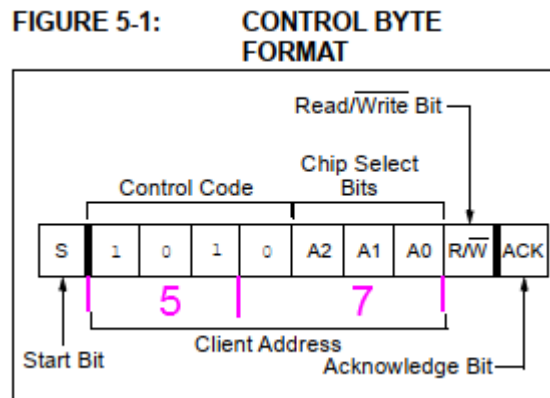 FIGURE 5-1: CONTROL BYTE
FORMAT
Read/Write Bit
Chip Select
Control Code Bits
S 1 0 1 0 A2 A1 A0 R/W ACK
5 7
Client Address
Start Bit Acknowledge Bit